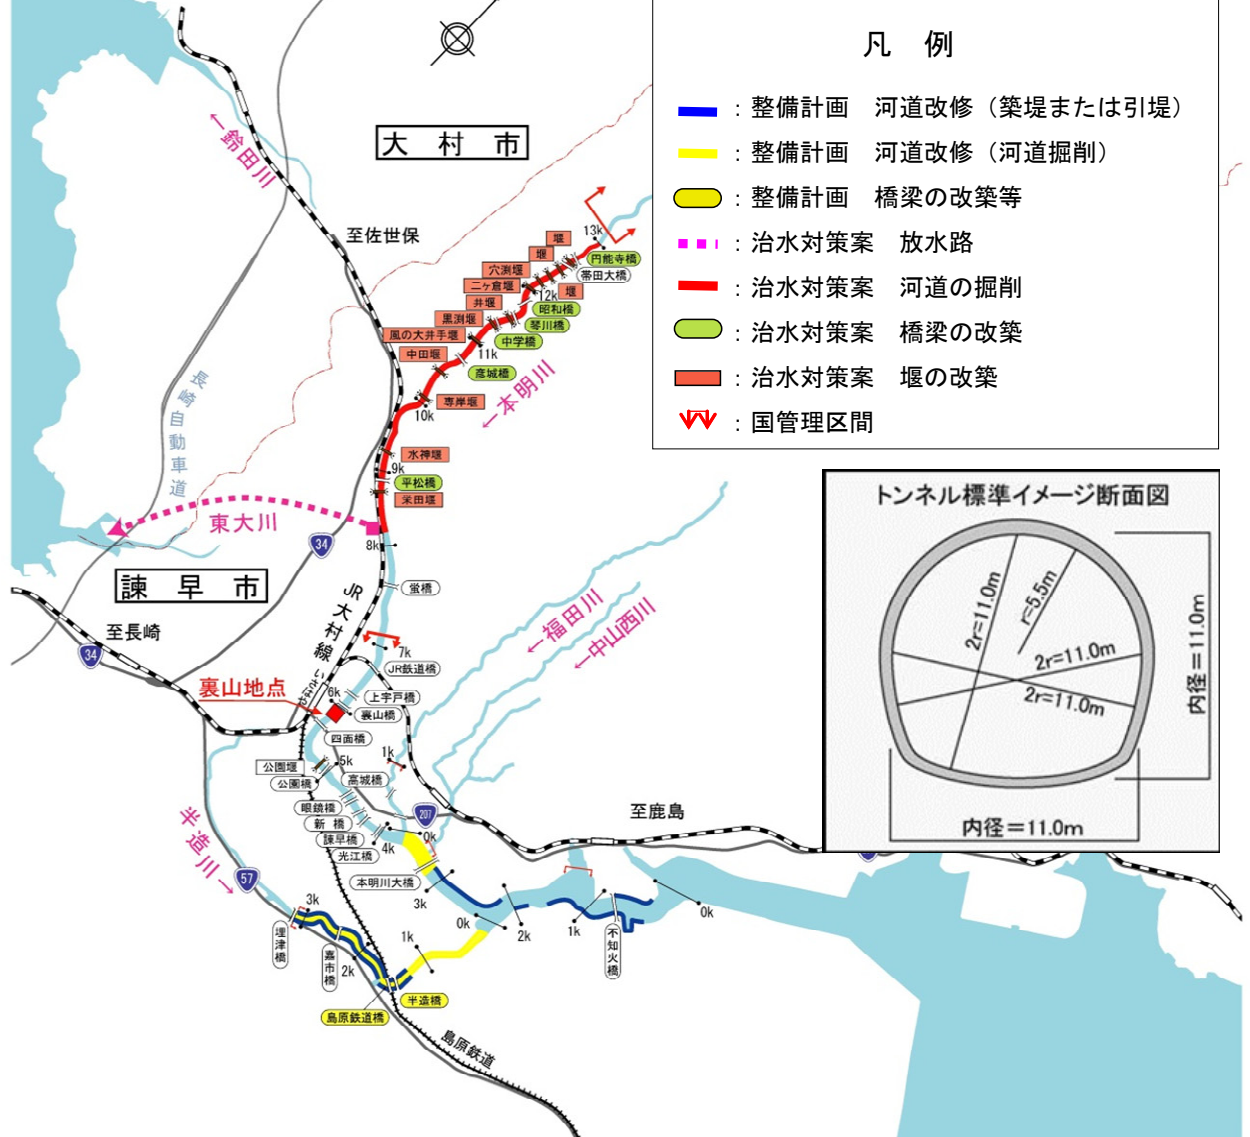 凡 例
：整備計画 河道改修（築堤または引堤）
：整備計画 河道改修（河道掘削）
：整備計画 橋梁の改築等
：治水対策案 放水路
：治水対策案 河道の掘削
：治水対策案 橋梁の改築
：治水対策案 堰の改築
：国管理区間
大 村 市
←鈴田川
至佐世保
13k
堰
円能寺橋
堰
帯田大橋
穴渕堰
二ヶ倉堰
12k
堰
井堰
昭和橋
黒渕堰
琴川橋
風の大井手堰
中学橋
11k
中田堰
彦城橋
専岸堰
10k
←本明川
長崎自動車道
水神堰
9k
平松橋
栄田堰
東大川
34
8k
諫 早 市
蛍橋
JR大村線
至長崎
34
7k
JR鉄道橋
←福田川
←中山西川
いさはや
裏山地点
6k
上宇戸橋
裏山橋
四面橋
公園堰
5k
1k
公園橋
高城橋
眼鏡橋
207
至鹿島
新 橋
諫早橋
0k
4k
光江橋
半造川→
本明川大橋
57
3k
3k
0k
2k
1k
0k
不知火橋
埋津橋
嘉市橋
1k
2k
半造橋
島原鉄道橋
島原鉄道
トンネル標準イメージ断面図
2r=11.0m
r=5.5m
2r=11.0m
2r=11.0m
内径＝11.0m
内径＝11.0m